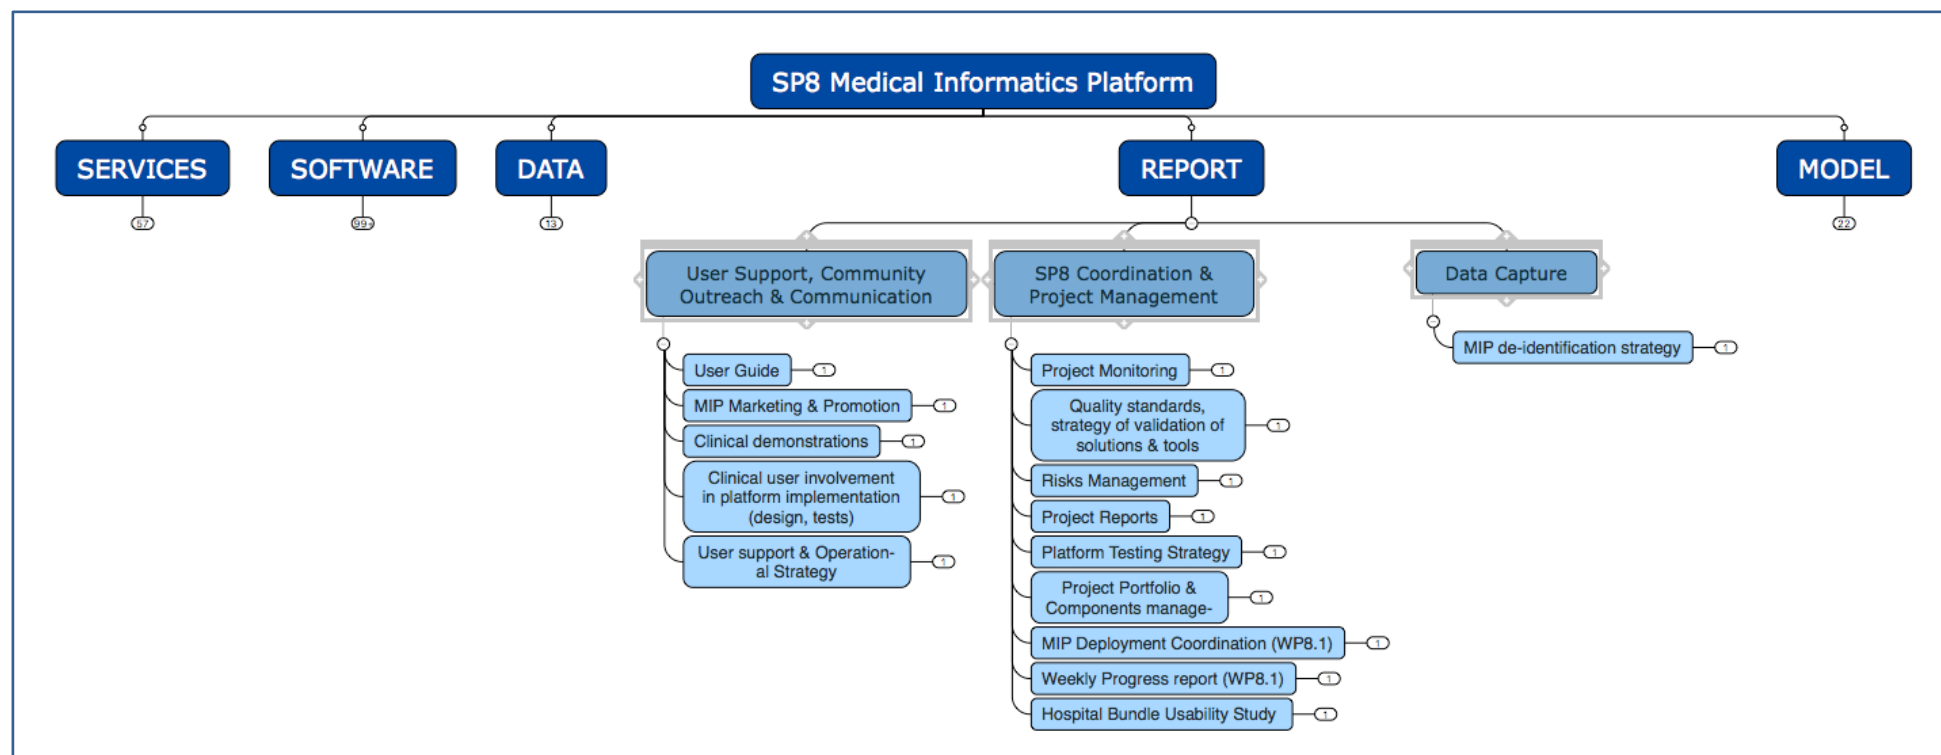 SP8 Medical Informatics Platform
SERVICES
SOFTWARE
DATA
REPORT
MODEL
57
99+
13
22
User Support, Community
Outreach & Communication
SP8 Coordination &
Project Management
Data Capture
User Guide
1
MIP Marketing & Promotion
1
Clinical demonstrations
1
Clinical user involvement
in platform implementation
(design, tests)
1
User support & Operation-
al Strategy
1
Project Monitoring
1
Quality standards,
strategy of validation of
solutions & tools
1
Risks Management
1
Project Reports
1
Platform Testing Strategy
1
Project Portfolio &
Components manage-
1
MIP Deployment Coordination (WP8.1)
1
Weekly Progress report (WP8.1)
1
Hospital Bundle Usability Study
1
MIP de-identification strategy
1